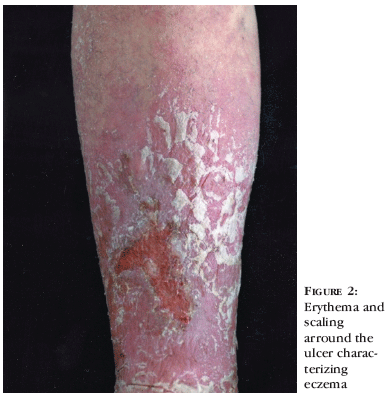 FIGURE 2:
Erythema and
scaling
arround the
ulcer charac-
terizing
eczema